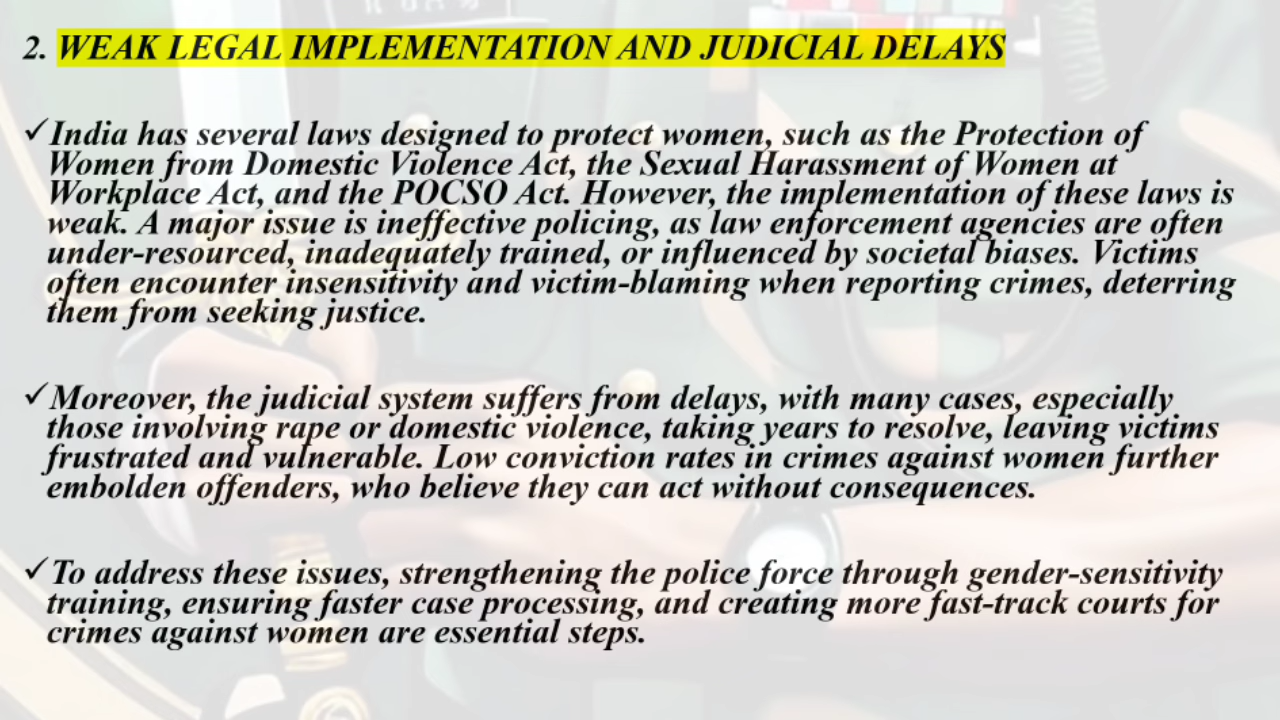 2. WEAK LEGAL IMPLEMENTATION AND JUDICIAL DELAYS
✓India has several laws designed to protect women, such as the Protection of
Women from Domestic Violence Act, the Sexual Harassment of Women at
Workplace Act, and the POCSO Act. However, the implementation of these laws is
weak. A major issue is ineffective policing, as law enforcement agencies are often
under-resourced, inadequately trained, or influenced by societal biases. Victims
often encounter insensitivity and victim-blaming when reporting crimes, deterring
them from seeking justice.
✓Moreover, the judicial system suffers from delays, with many cases, especially
those involving rape or domestic violence, taking years to resolve, leaving victims
frustrated and vulnerable. Low conviction rates in crimes against women further
embolden offenders, who believe they can act without consequences.
✓To address these issues, strengthening the police force through gender-sensitivity
training, ensuring faster case processing, and creating more fast-track courts for
crimes against women are essential steps.